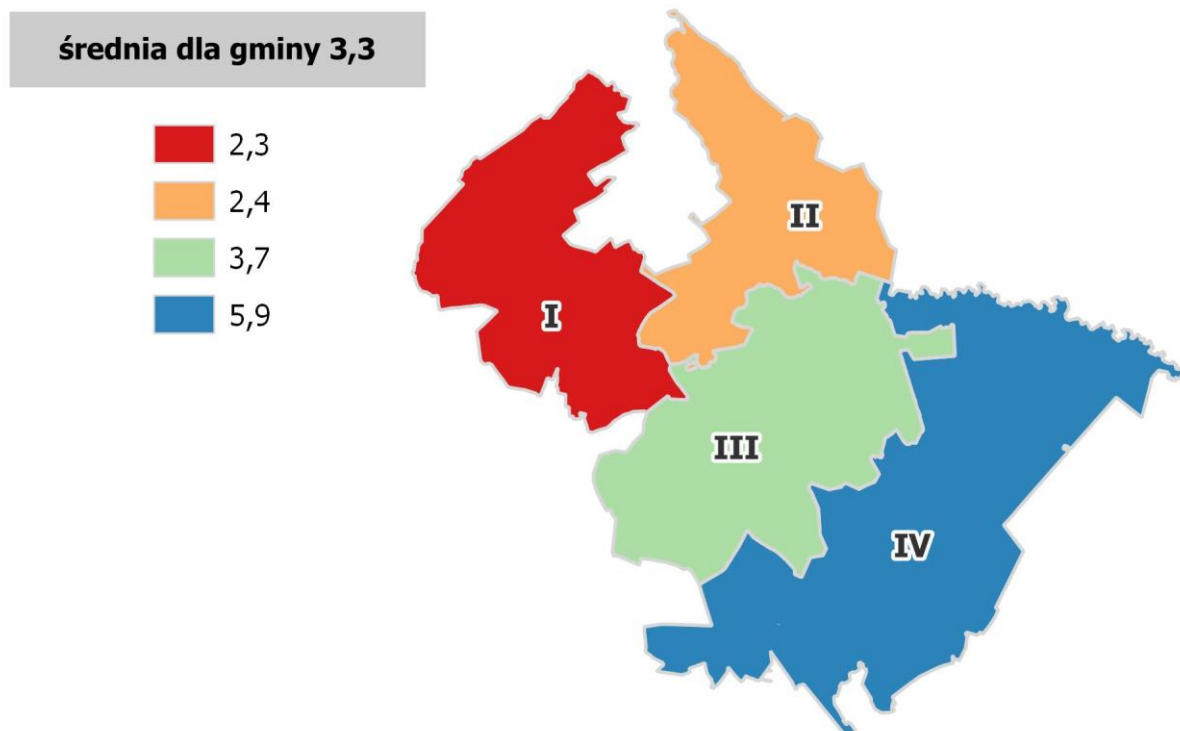 średnia dla gminy 3,3
2,3
2,4
3,7
5,9
II
I
III
IV